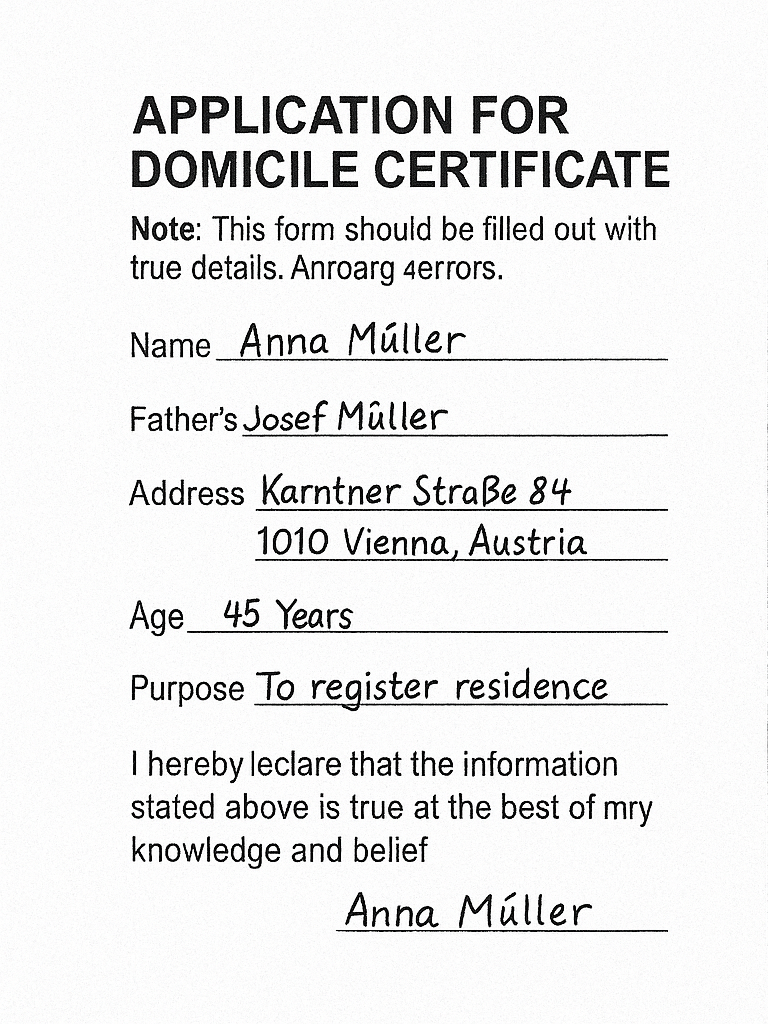 APPLICATION FOR
DOMICILE CERTIFICATE
Note: This form should be filled out with
true details. Anroarg 4errors.
Name Anna Múller
Father's Josef Mûller
Address Karntner Straße 84
1010 Vienna, Austria
Age 45 Years
Purpose To register residence
I hereby leclare that the information
stated above is true at the best of mry
knowledge and belief
Anna Múller